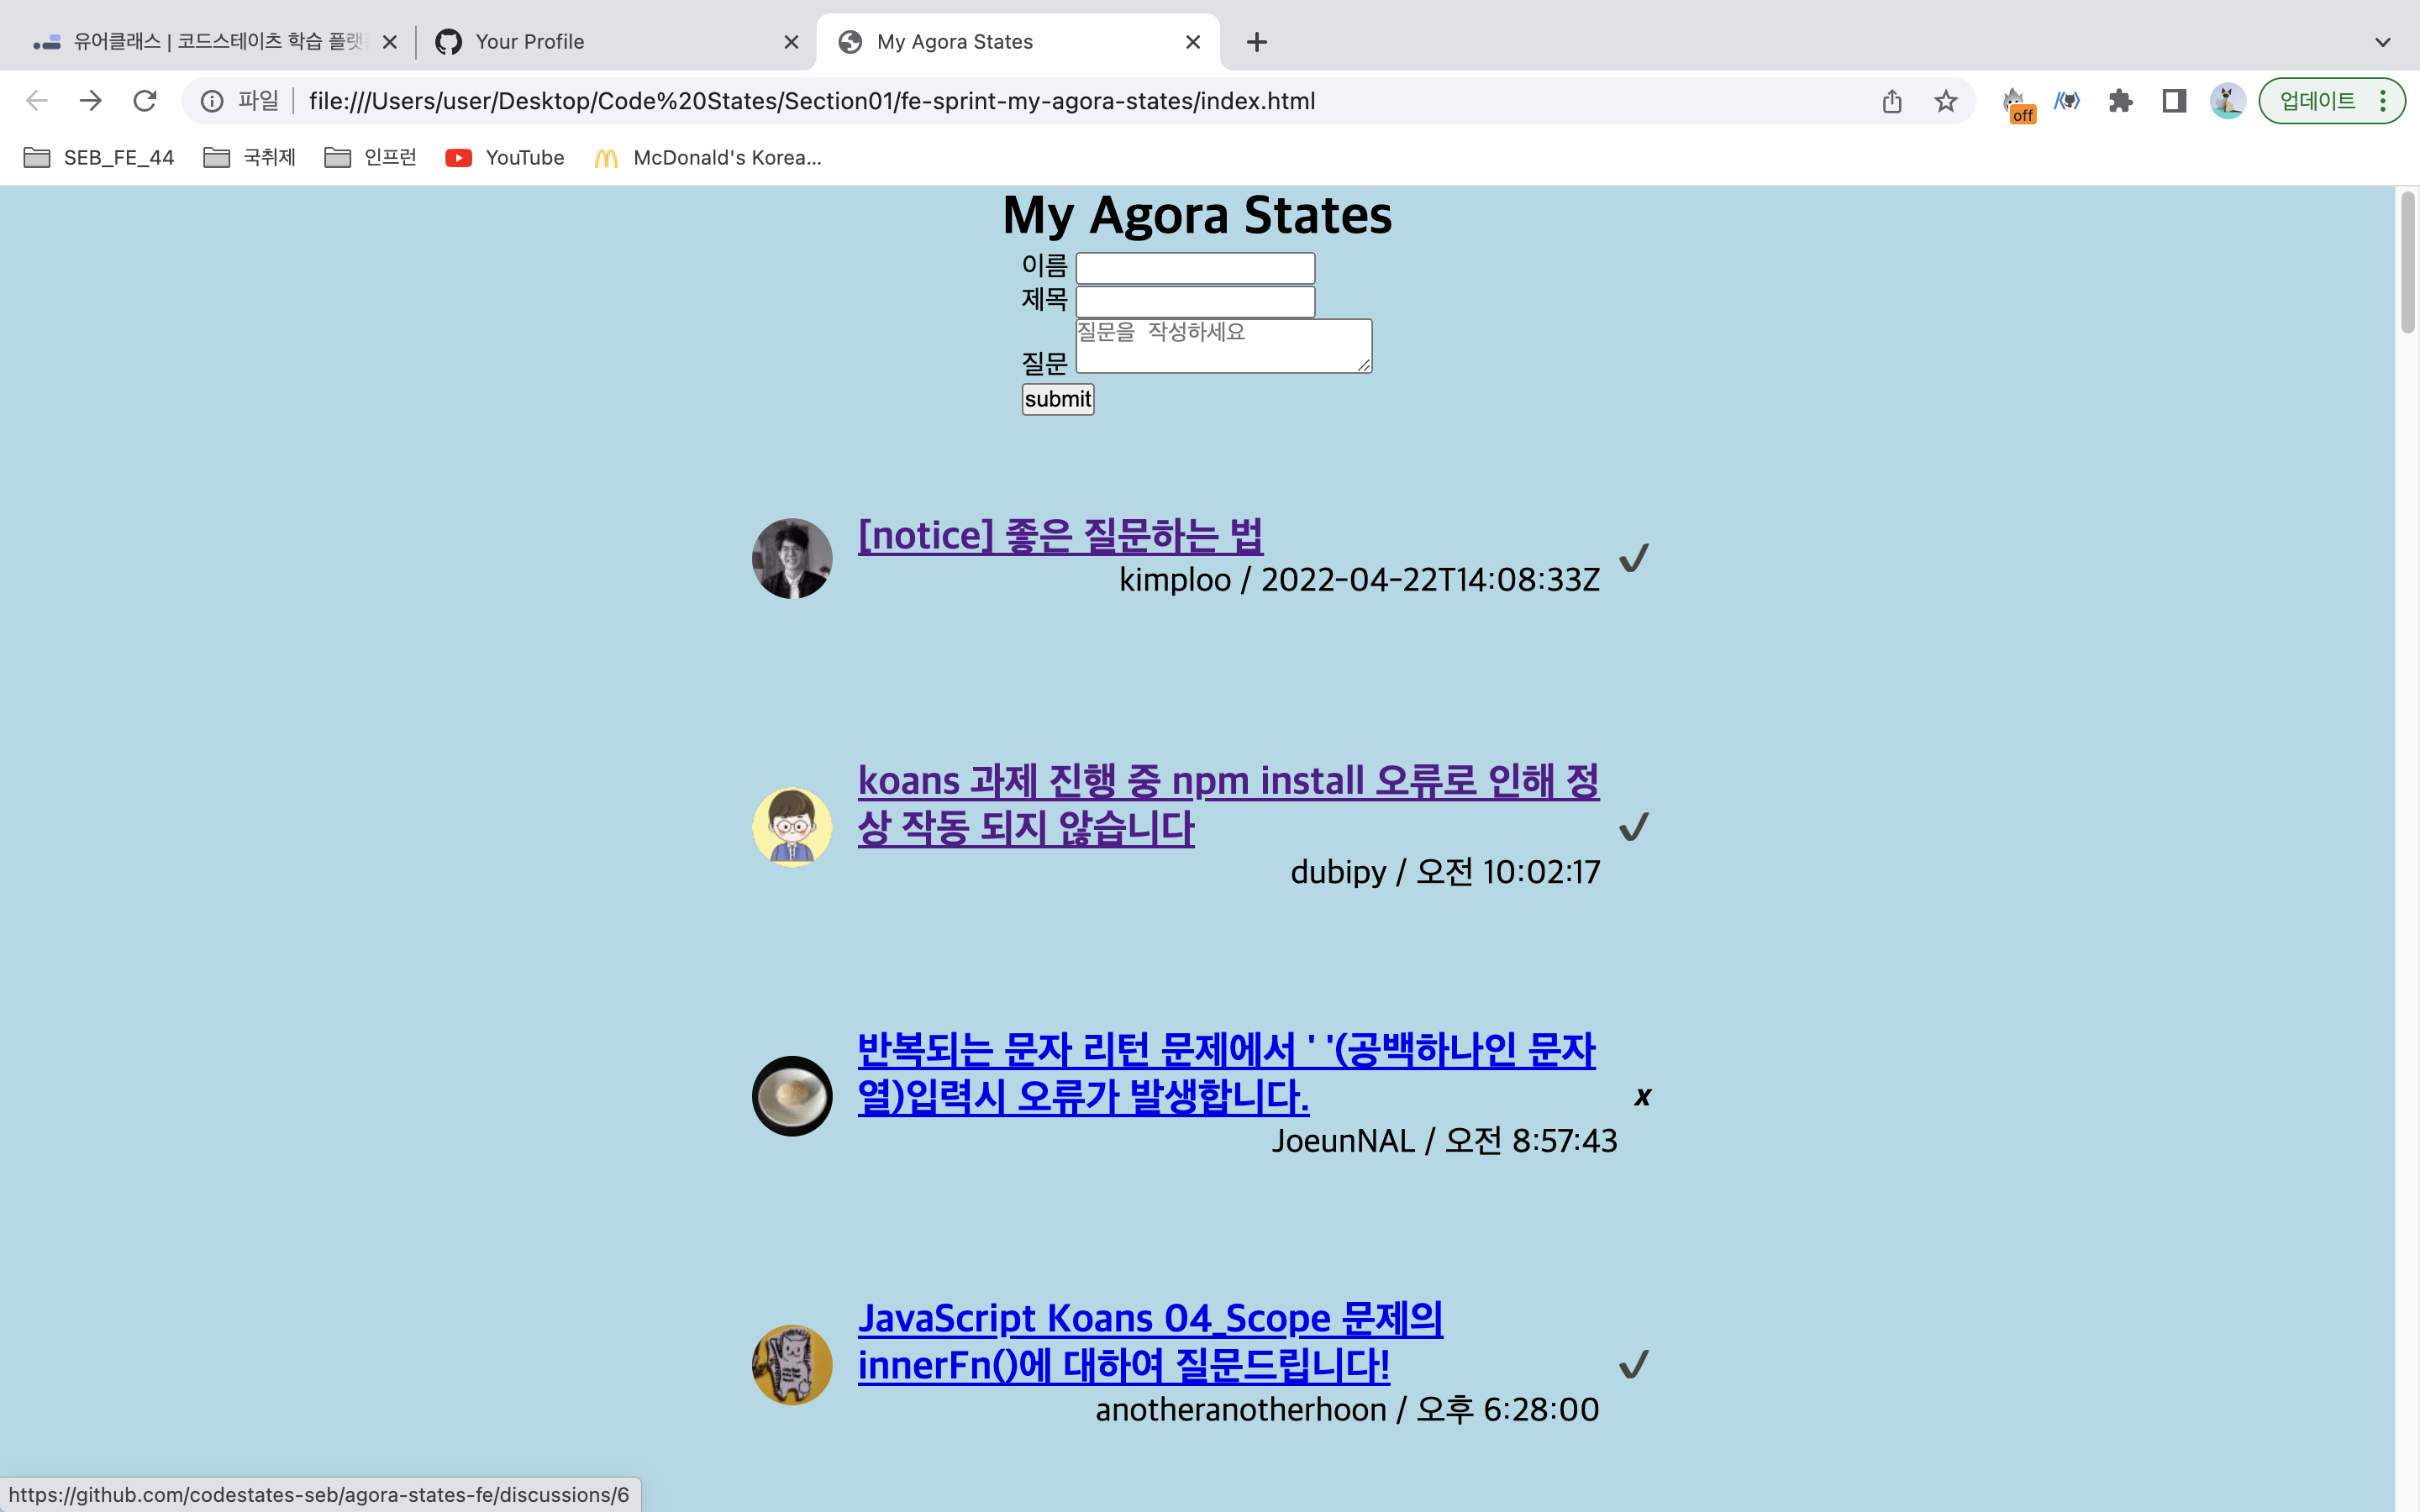 유어클래스 | 코드스테이츠 학습 플랫
Your Profile
My Agora States
파일
file:///Users/user/Desktop/Code%20States/Section01/fe-sprint-my-agora-states/index.html
off
업데이트
SEB_FE_44
국취제
인프런
YouTube
McDonald's Korea...
My Agora States
이름
제목
질문을 작성하세요
질문
submit
[notice] 좋은 질문하는 법
kimploo / 2022-04-22T14:08:33Z
koans 과제 진행 중 npm install 오류로 인해 정
상 작동 되지 않습니다
dubipy / 오전 10:02:17
반복되는 문자 리턴 문제에서 ' '(공백하나인 문자
열)입력시 오류가 발생합니다.
x
JoeunNAL / 오전 8:57:43
JavaScript Koans 04_Scope 문제의
innerFn()에 대하여 질문드립니다!
anotheranotherhoon / 오후 6:28:00
https://github.com/codestates-seb/agora-states-fe/discussions/6